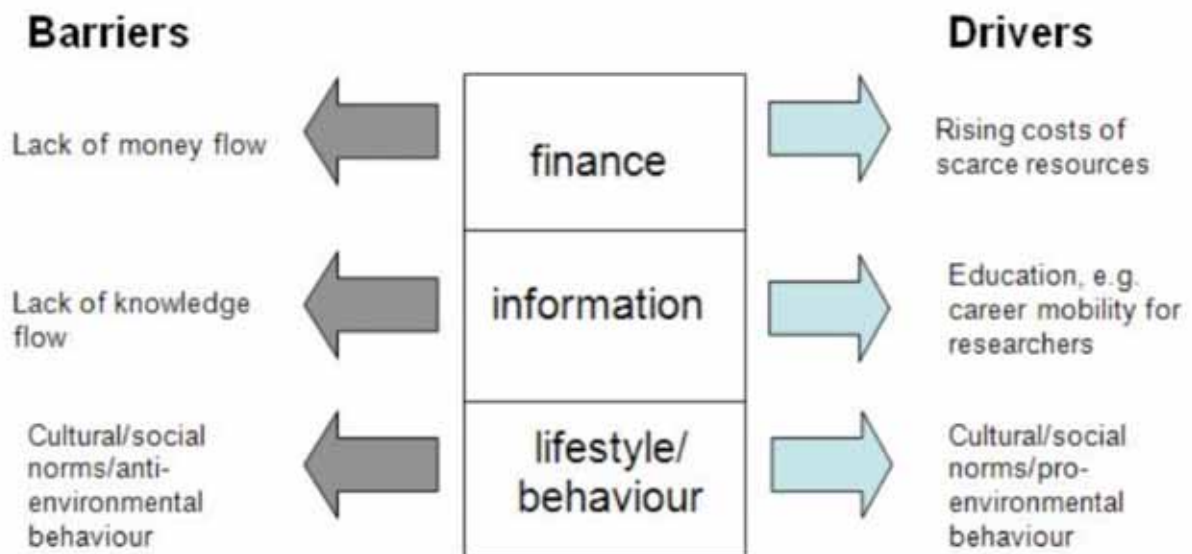 Barriers
Drivers
Lack of money flow
finance
Rising costs of
scarce resources
Lack of knowledge
flow
information
Education, e.g.
career mobility for
researchers
Cultural/social
norms/anti-
environmental
behaviour
lifestyle/
behaviour
Cultural/social
norms/pro-
environmental
behaviour